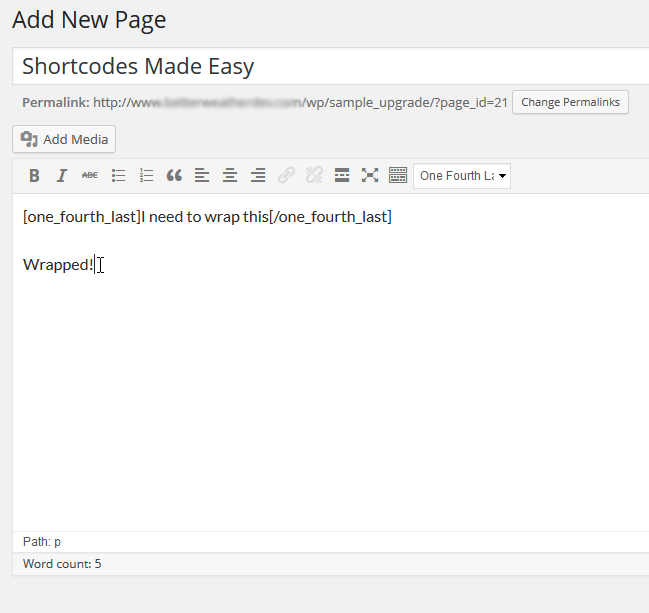 Add New Page
Shortcodes Made Easy
Permalink: http://www. /wp/sample_upgrade/?page_id=21 Change Permalinks
Add Media
B I ABC One Fourth La
[one_fourth_last]I need to wrap this[/one_fourth_last]
Wrapped!
Path: p
Word count: 5